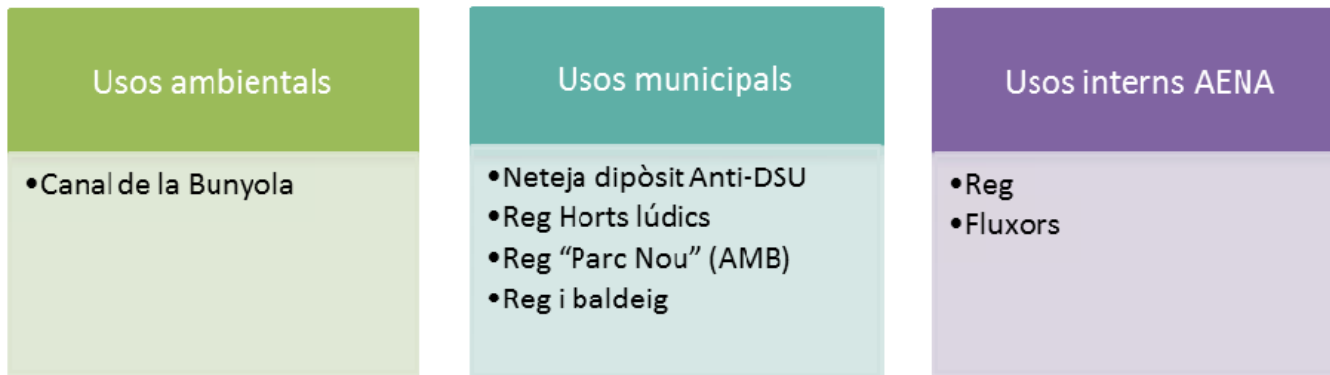 Usos ambientals
•Canal de la Bunyola
Usos municipals
•Neteja dipòsit Anti-DSU
•Reg Horts lúdics
•Reg “Parc Nou” (AMB)
•Reg i baldeig
Usos interns AENA
•Reg
•Fluxors